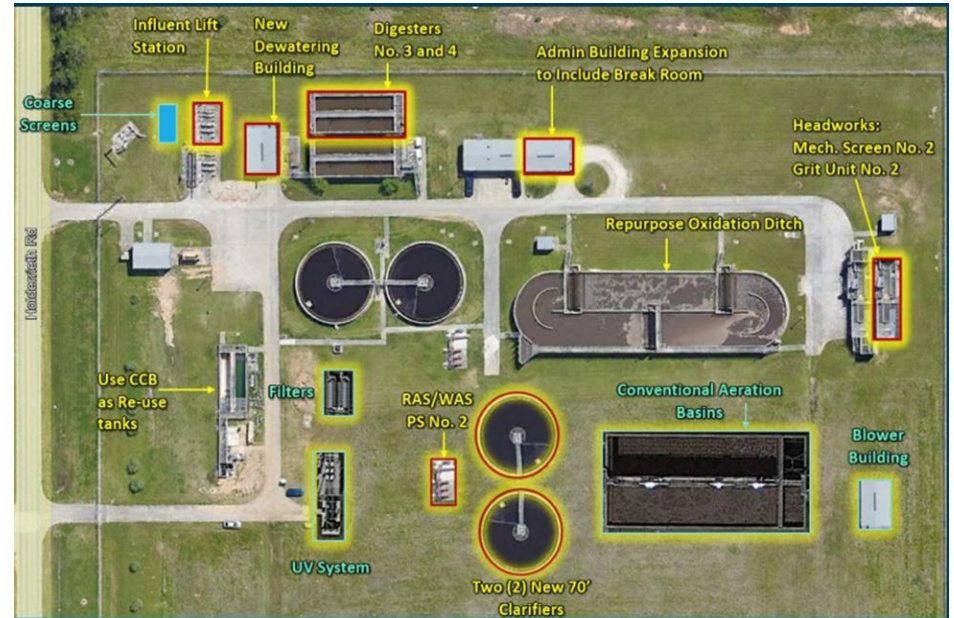 Influent Lift
Station
New
Dewatering
Building
Digesters
No. 3 and 4
Admin Building Expansion
to Include Break Room
Coarse
Screens
Headworks:
Mech. Screen No. 2
Grit Unit No. 2
Repurpose Oxidation Ditch
Holderrieth Rd
Use CCB
as Re-use
tanks
Filters
RAS/WAS
PS No. 2
Conventional Aeration
Basins
Blower
Building
UV System
Two (2) New 70'
Clarifiers